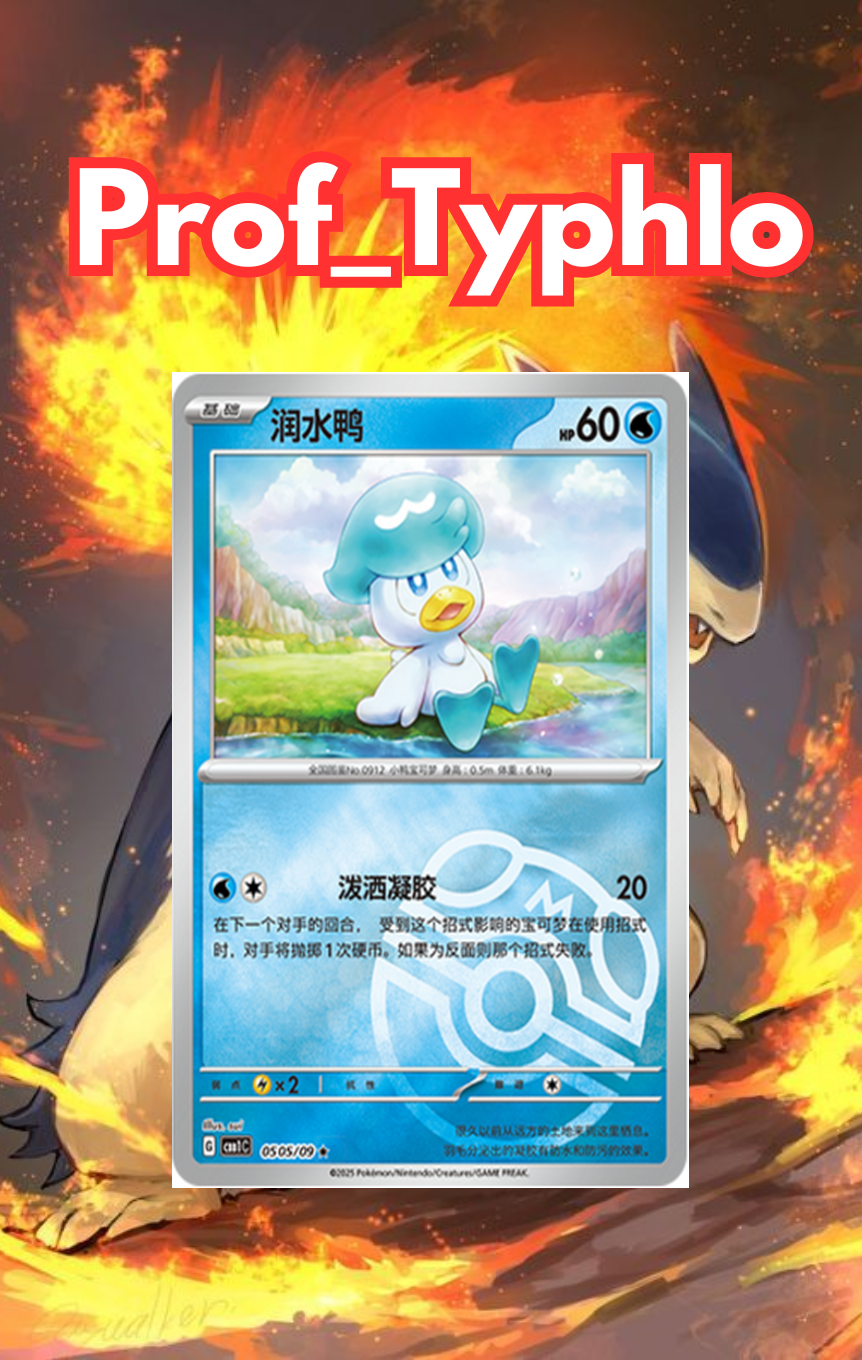 Prof_Typhlo
基础
润水鸭
HP60
全国图鉴No.0912 小鸭宝可梦 身高：0.5m 体重：6.1kg
泼洒凝胶 20
在下一个对手的回合， 受到这个招式影响的宝可梦在使用招式
时，对手将抛掷1次硬币。如果为反面则那个招式失败。
弱点 ×2 抗性 撤退
Illus. sui
很久以前从远方的土地来到这里栖息。
G CBB1C 0505/09 ★
羽毛分泌出的凝胶有防水和防污的效果。
©2025 Pokémon/Nintendo/Creatures/GAME FREAK.